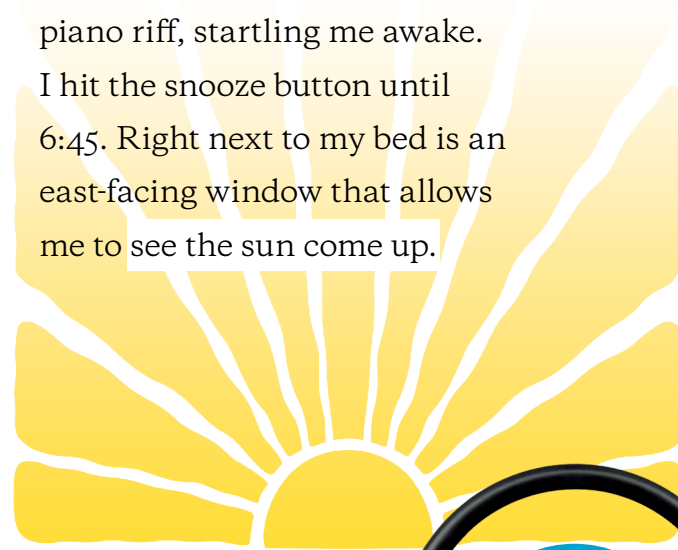 piano riff, startling me awake.
I hit the snooze button until
6:45. Right next to my bed is an
east-facing window that allows
me to see the sun come up.